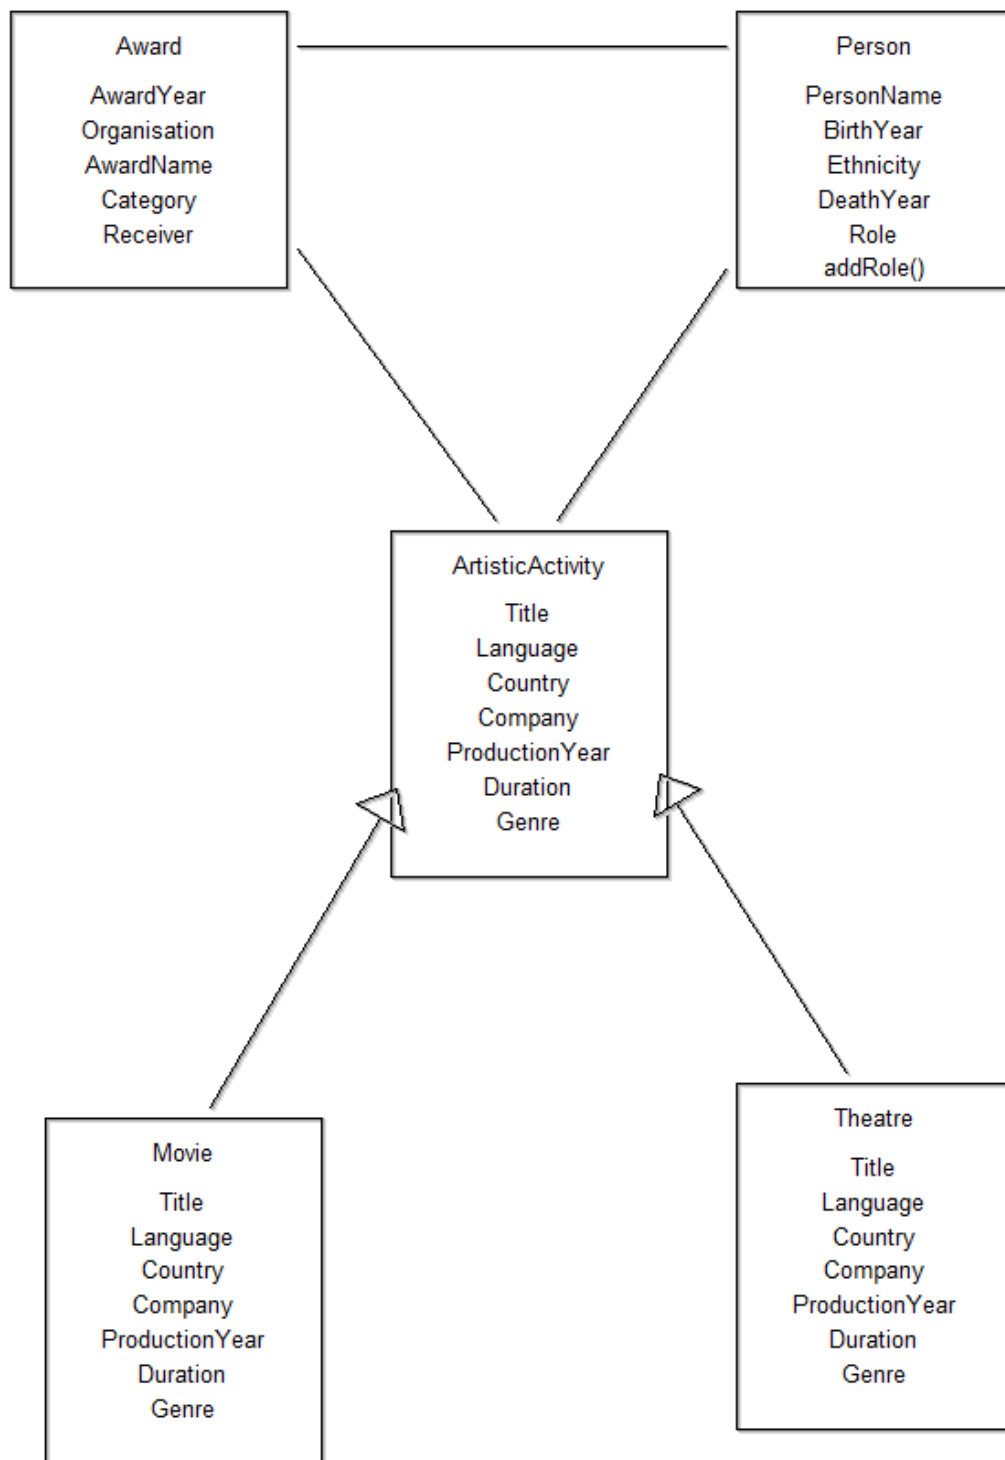 Award
AwardYear
Organisation
AwardName
Category
Receiver
Person
PersonName
BirthYear
Ethnicity
DeathYear
Role
addRole()
ArtisticActivity
Title
Language
Country
Company
ProductionYear
Duration
Genre
Movie
Title
Language
Country
Company
ProductionYear
Duration
Genre
Theatre
Title
Language
Country
Company
ProductionYear
Duration
Genre